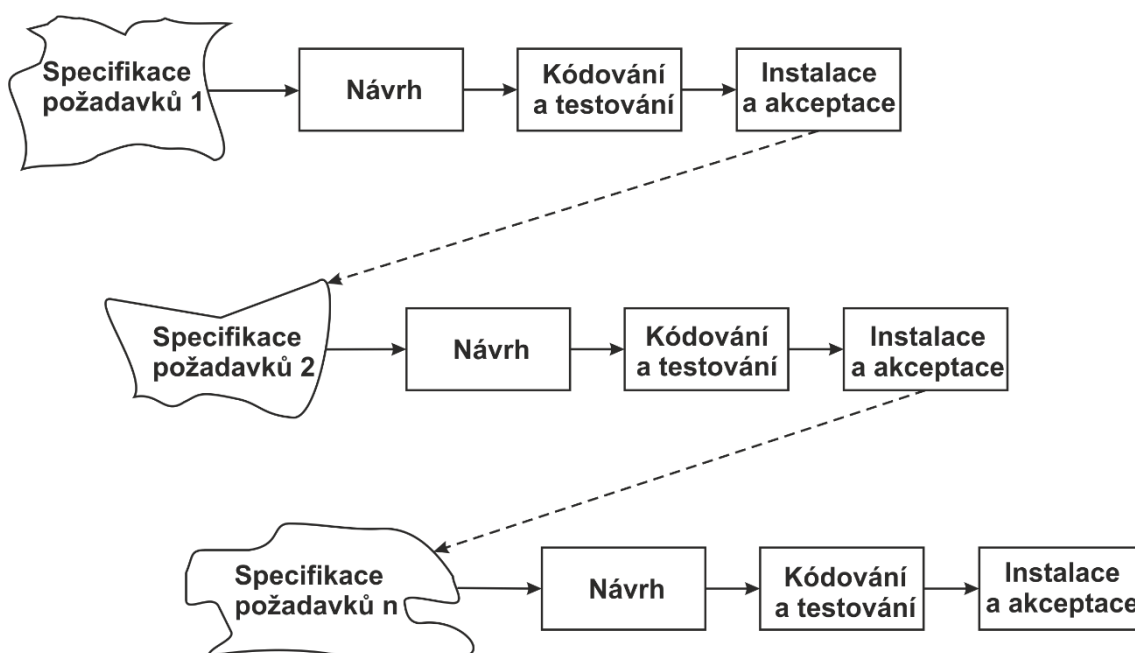 Specifikace
požadavků 1
Návrh
Kódování
a testování
Instalace
a akceptace
Specifikace
požadavků 2
Návrh
Kódování
a testování
Instalace
a akceptace
Specifikace
požadavků n
Návrh
Kódování
a testování
Instalace
a akceptace